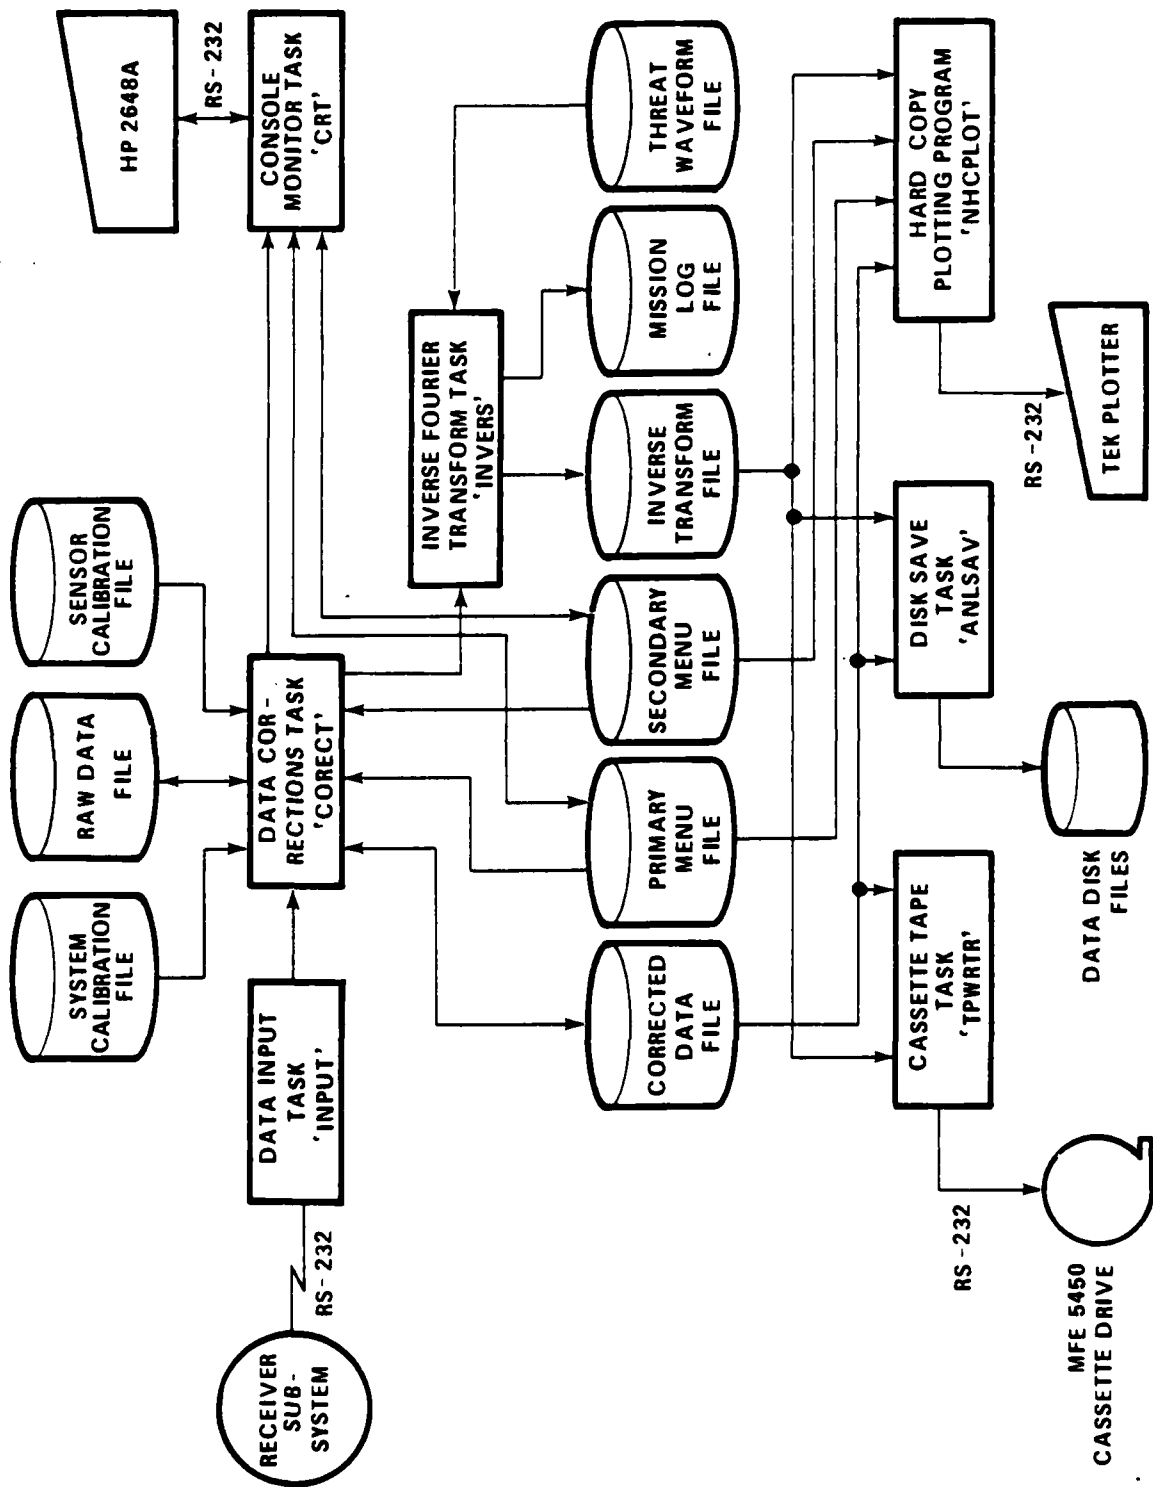 SYSTEM
CALIBRATION
FILE
RAW DATA
FILE
SENSOR
CALIBRATION
FILE
HP 2648A
RS-232
RECEIVER
SUB-
SYSTEM
RS-232
DATA INPUT
TASK
'INPUT'
DATA COR-
RECTIONS TASK
'CORECT'
CONSOLE
MONITOR TASK
'CRT'
INVERSE FOURIER
TRANSFORM TASK
'INVERS'
CORRECTED
DATA
FILE
PRIMARY
MENU
FILE
SECONDARY
MENU
FILE
INVERSE
TRANSFORM
FILE
MISSION
LOG
FILE
THREAT
WAVEFORM
FILE
CASSETTE TAPE
TASK
'TPWRTR'
DISK SAVE
TASK
'ANLSAV'
HARD COPY
PLOTTING PROGRAM
'NHCPLOT'
RS-232
RS-232
MFE 5450
CASSETTE DRIVE
DATA DISK
FILES
TEK PLOTTER